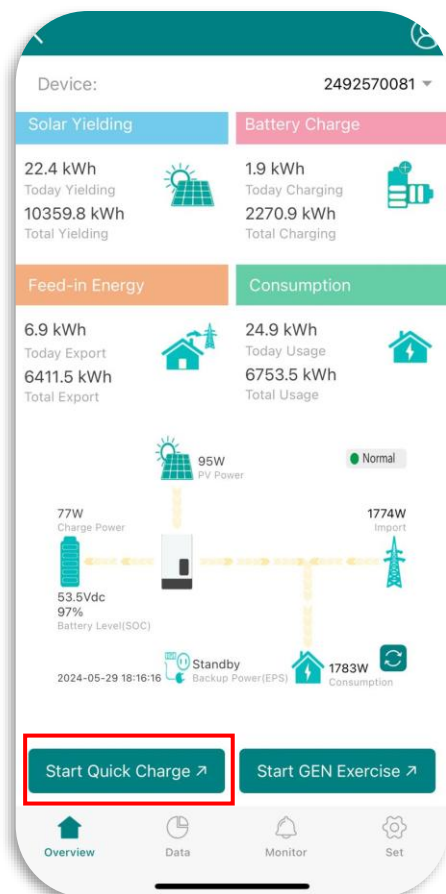 Device: 2492570081
Solar Yielding
Battery Charge
22.4 kWh
Today Yielding
10359.8 kWh
Total Yielding
1.9 kWh
Today Charging
2270.9 kWh
Total Charging
Feed-in Energy
Consumption
6.9 kWh
Today Export
6411.5 kWh
Total Export
24.9 kWh
Today Usage
6753.5 kWh
Total Usage
95W
PV Power
Normal
77W
Charge Power
1774W
Import
53.5Vdc
97%
Battery Level(SOC)
Standby
Backup Power(EPS)
2024-05-29 18:16:16
1783W
Consumption
Start Quick Charge
Start GEN Exercise
Overview
Data
Monitor
Set